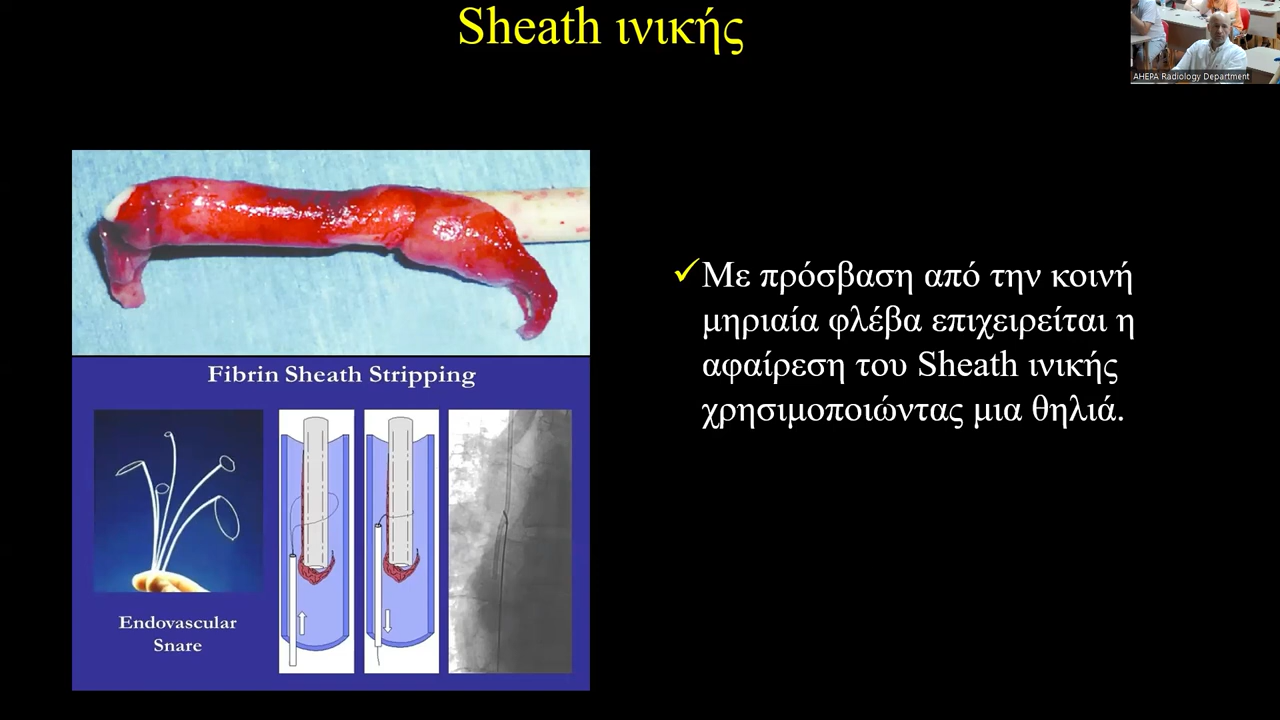 Sheath ινικής
AHEPA Radiology Department
Fibrin Sheath Stripping
Endovascular
Snare
✓Με πρόσβαση από την κοινή
μηριαία φλέβα επιχειρείται η
αφαίρεση του Sheath ινικής
χρησιμοποιώντας μια θηλιά.